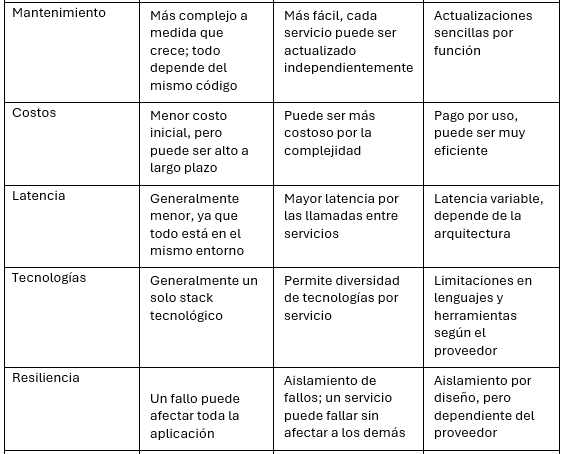 Mantenimiento
Más complejo a
medida que
crece; todo
depende del
mismo código
Más fácil, cada
servicio puede ser
actualizado
independientemente
Actualizaciones
sencillas por
función
Costos
Menor costo
inicial, pero
puede ser alto a
largo plazo
Puede ser más
costoso por la
complejidad
Pago por uso,
puede ser muy
eficiente
Latencia
Generalmente
menor, ya que
todo está en el
mismo entorno
Mayor latencia por
las llamadas entre
servicios
Latencia variable,
depende de la
arquitectura
Tecnologías
Generalmente un
solo stack
tecnológico
Permite diversidad
de tecnologías por
servicio
Limitaciones en
lenguajes y
herramientas
según el
proveedor
Resiliencia
Un fallo puede
afectar toda la
aplicación
Aislamiento de
fallos; un servicio
puede fallar sin
afectar a los demás
Aislamiento por
diseño, pero
dependiente del
proveedor